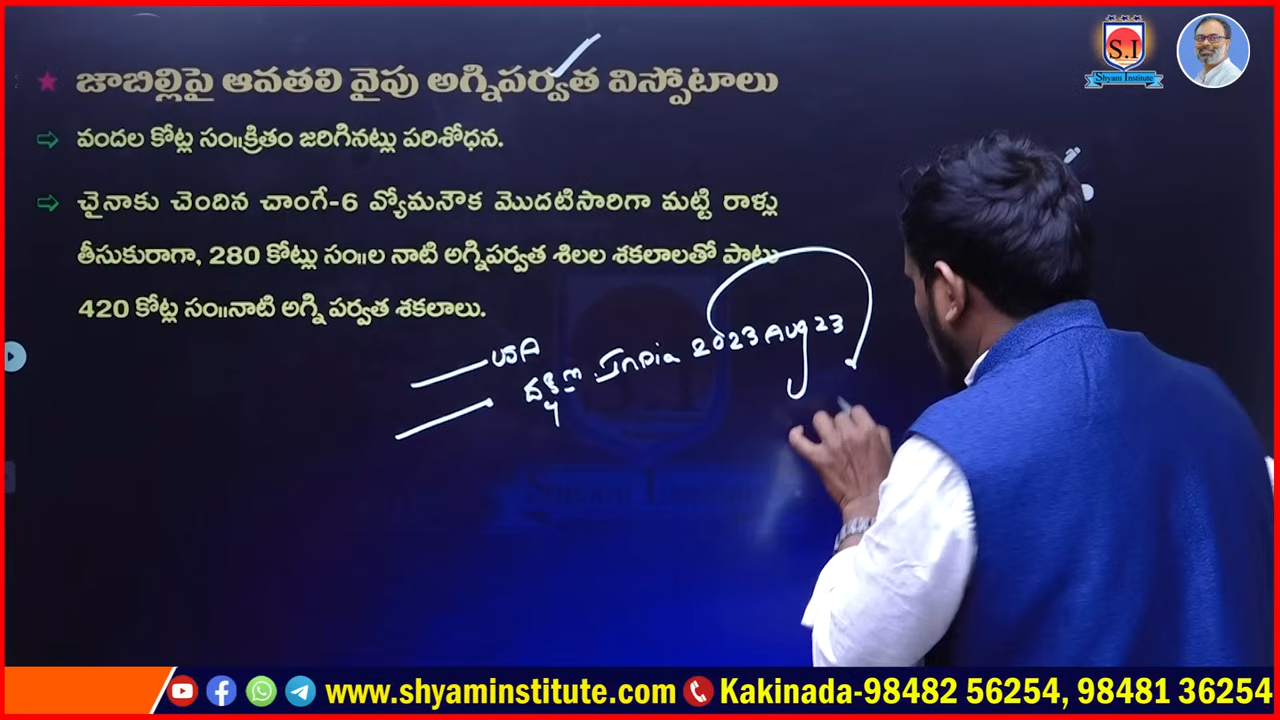 జాబిల్లిపై ఆవతలి వైపు అగ్నిపర్వత విస్ఫోటాలు
వందల కోట్ల సం॥క్రితం జరిగినట్లు పరిశోధన.
చైనాకు చెందిన చాంగే-6 వ్యోమనౌక మొదటిసారిగా మట్టి రాళ్లు
తీసుకురాగా, 280 కోట్లు సం॥ల నాటి అగ్నిపర్వత శిలల శకలాలతో పాటు
420 కోట్ల సం॥నాటి అగ్ని పర్వత శకలాలు.
USA
India 2023 Aug 23
S.I
Shyam Institute
www.shyaminstitute.com Kakinada-98482 56254, 98481 36254